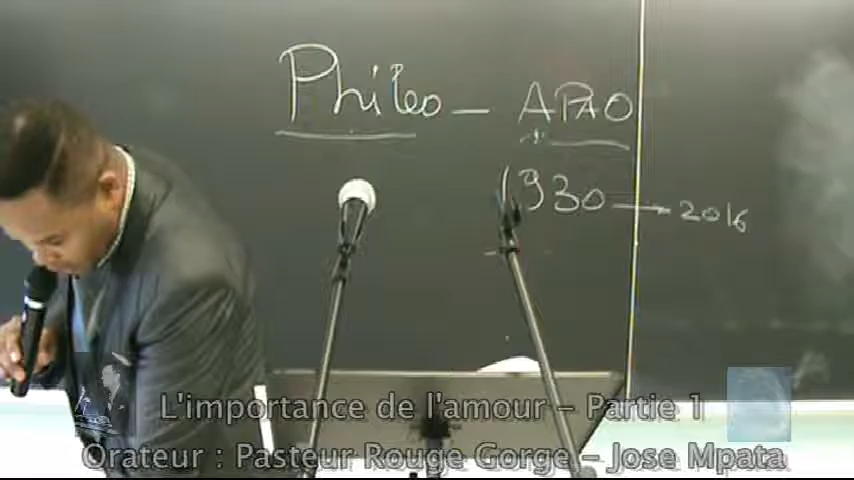 Phileo - APAO
1930 → 2016
L'importance de l'amour – Partie 1
Orateur : Pasteur Rouge Gorge – Jose Mpata